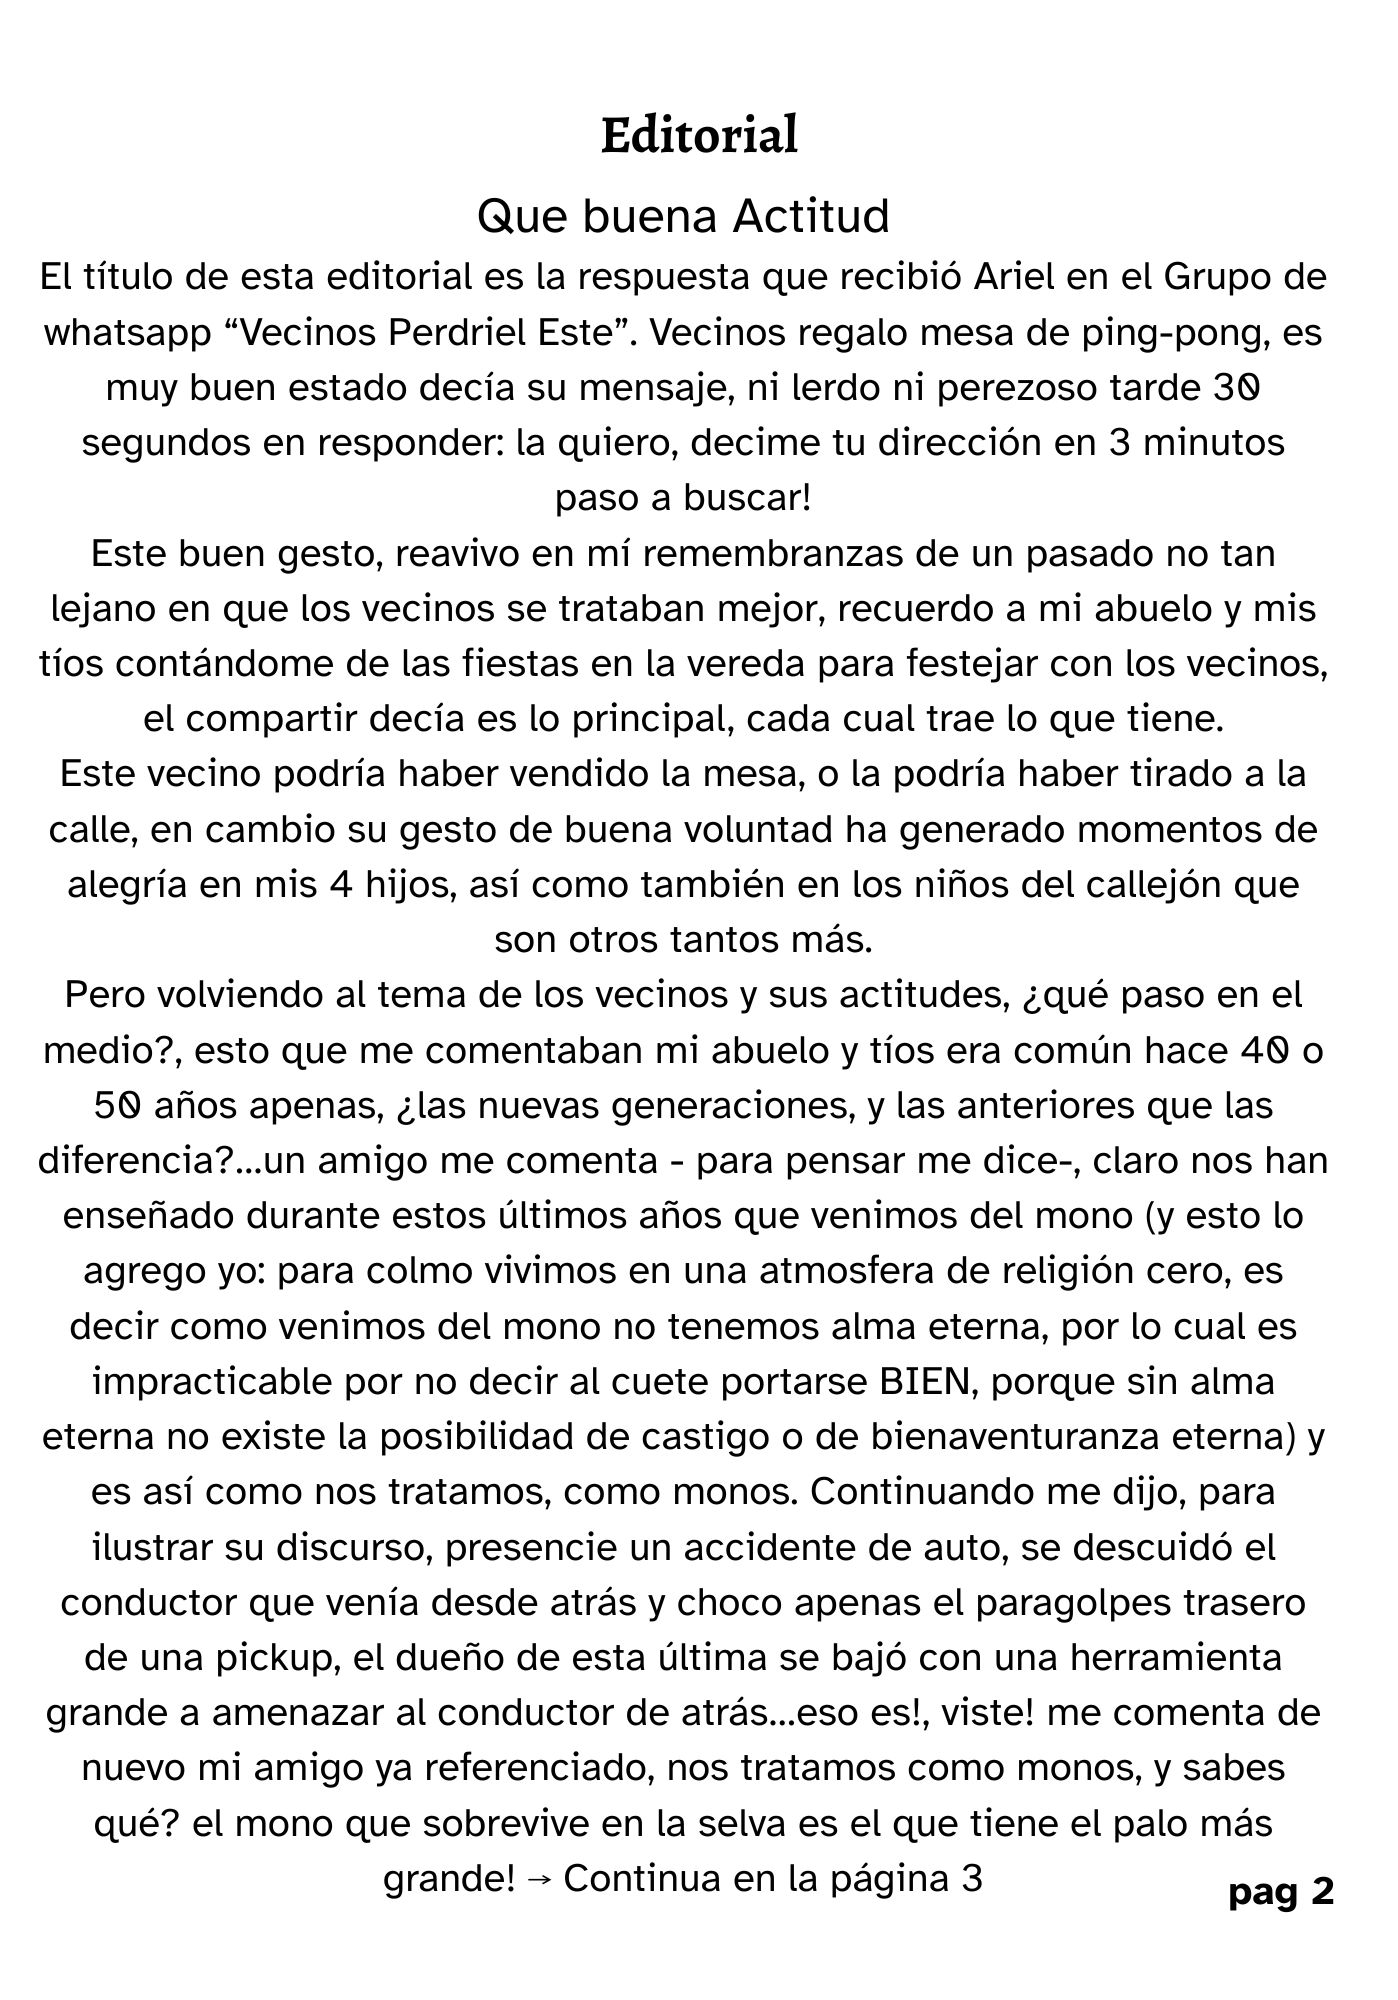 Editorial
Que buena Actitud
El título de esta editorial es la respuesta que recibió Ariel en el Grupo de
whatsapp “Vecinos Perdriel Este”. Vecinos regalo mesa de ping-pong, es
muy buen estado decía su mensaje, ni lerdo ni perezoso tarde 30
segundos en responder: la quiero, decime tu dirección en 3 minutos
paso a buscar!
Este buen gesto, reavivo en mí remembranzas de un pasado no tan
lejano en que los vecinos se trataban mejor, recuerdo a mi abuelo y mis
tíos contándome de las fiestas en la vereda para festejar con los vecinos,
el compartir decía es lo principal, cada cual trae lo que tiene.
Este vecino podría haber vendido la mesa, o la podría haber tirado a la
calle, en cambio su gesto de buena voluntad ha generado momentos de
alegría en mis 4 hijos, así como también en los niños del callejón que
son otros tantos más.
Pero volviendo al tema de los vecinos y sus actitudes, ¿qué paso en el
medio?, esto que me comentaban mi abuelo y tíos era común hace 40 o
50 años apenas, ¿las nuevas generaciones, y las anteriores que las
diferencia?...un amigo me comenta - para pensar me dice-, claro nos han
enseñado durante estos últimos años que venimos del mono (y esto lo
agrego yo: para colmo vivimos en una atmosfera de religión cero, es
decir como venimos del mono no tenemos alma eterna, por lo cual es
impracticable por no decir al cuete portarse BIEN, porque sin alma
eterna no existe la posibilidad de castigo o de bienaventuranza eterna) y
es así como nos tratamos, como monos. Continuando me dijo, para
ilustrar su discurso, presencie un accidente de auto, se descuidó el
conductor que venía desde atrás y choco apenas el paragolpes trasero
de una pickup, el dueño de esta última se bajó con una herramienta
grande a amenazar al conductor de atrás...eso es!, viste! me comenta de
nuevo mi amigo ya referenciado, nos tratamos como monos, y sabes
qué? el mono que sobrevive en la selva es el que tiene el palo más
grande! → Continua en la página 3
pag 2